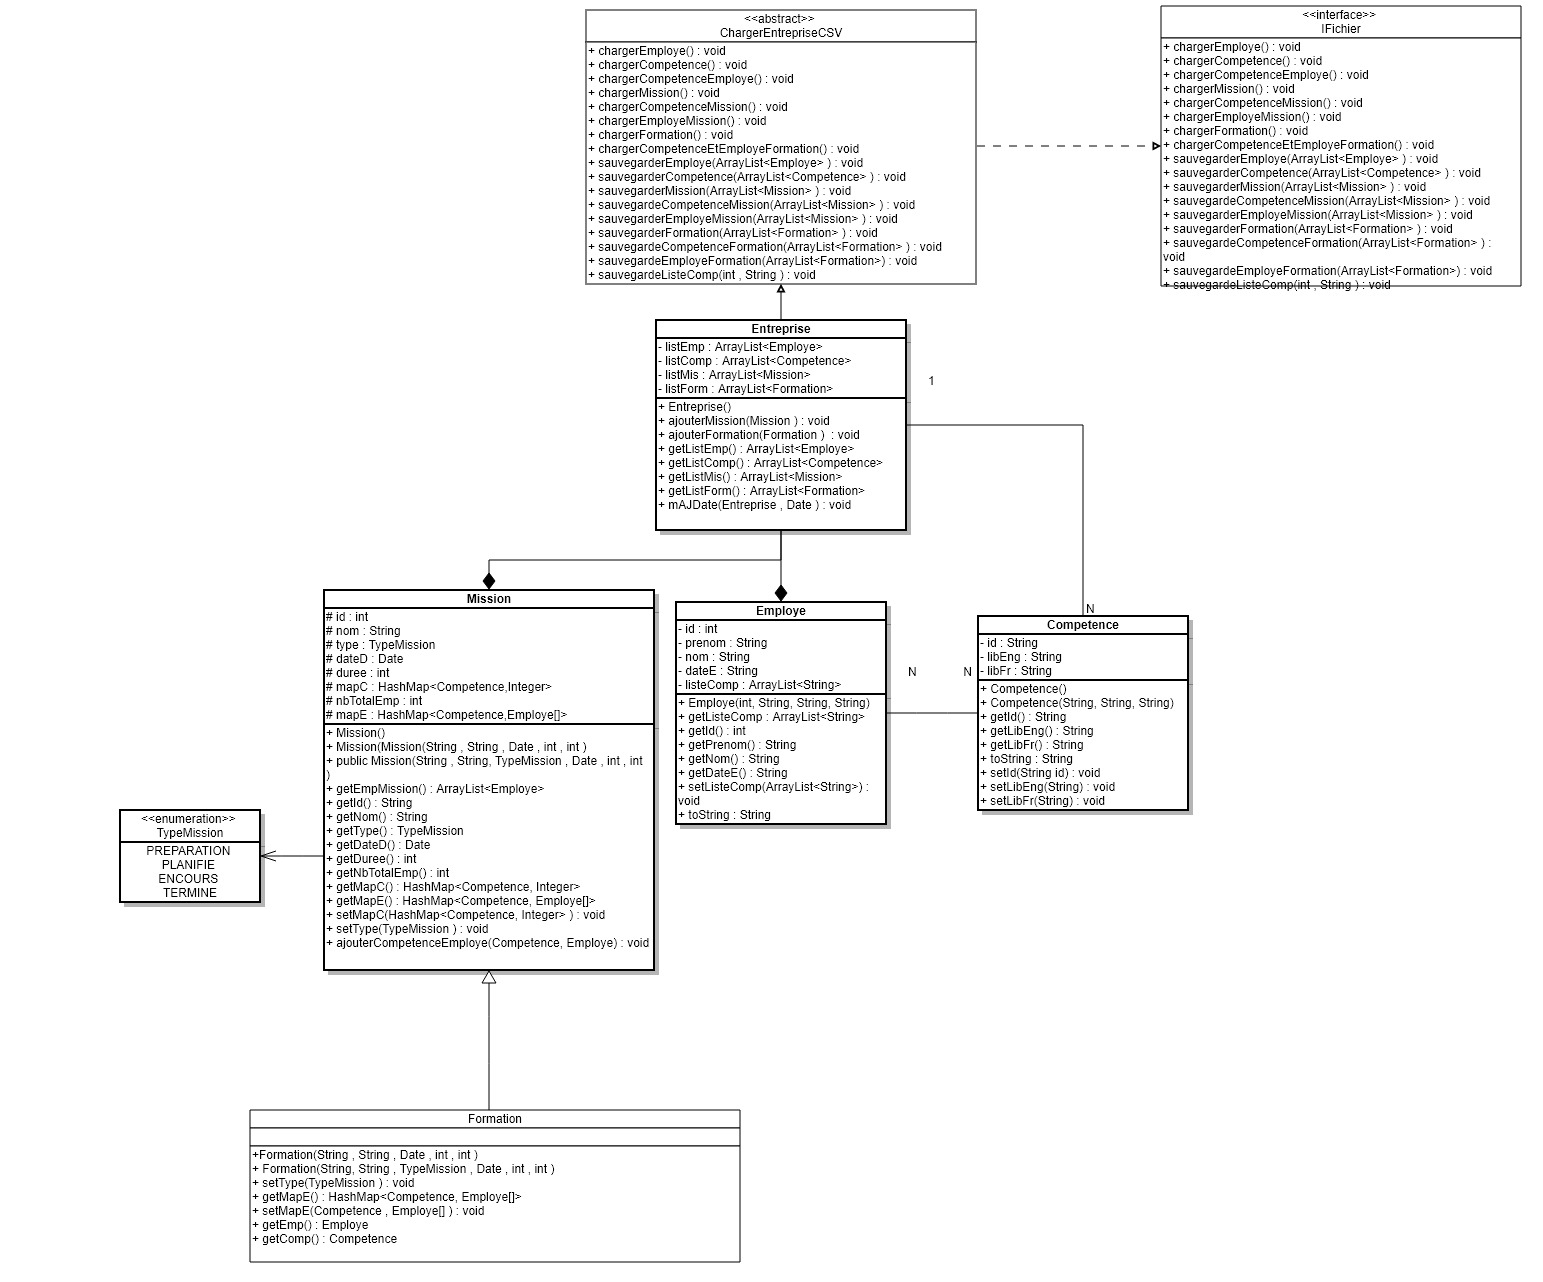 <<abstract>>
ChargerEntrepriseCSV
+ chargerEmploye() : void
+ chargerCompetence() : void
+ chargerCompetenceEmploye() : void
+ chargerMission() : void
+ chargerCompetenceMission() : void
+ chargerEmployeMission() : void
+ chargerFormation() : void
+ chargerCompetenceEtEmployeFormation() : void
+ sauvegarderEmploye(ArrayList<Employe> ) : void
+ sauvegarderCompetence(ArrayList<Competence> ) : void
+ sauvegarderMission(ArrayList<Mission> ) : void
+ sauvegardeCompetenceMission(ArrayList<Mission> ) : void
+ sauvegarderEmployeMission(ArrayList<Mission> ) : void
+ sauvegarderFormation(ArrayList<Formation> ) : void
+ sauvegardeCompetenceFormation(ArrayList<Formation> ) : void
+ sauvegardeEmployeFormation(ArrayList<Formation>) : void
+ sauvegardeListeComp(int , String ) : void
<<interface>>
IFichier
+ chargerEmploye() : void
+ chargerCompetence() : void
+ chargerCompetenceEmploye() : void
+ chargerMission() : void
+ chargerCompetenceMission() : void
+ chargerEmployeMission() : void
+ chargerFormation() : void
+ chargerCompetenceEtEmployeFormation() : void
+ sauvegarderEmploye(ArrayList<Employe> ) : void
+ sauvegarderCompetence(ArrayList<Competence> ) : void
+ sauvegarderMission(ArrayList<Mission> ) : void
+ sauvegardeCompetenceMission(ArrayList<Mission> ) : void
+ sauvegarderEmployeMission(ArrayList<Mission> ) : void
+ sauvegarderFormation(ArrayList<Formation> ) : void
+ sauvegardeCompetenceFormation(ArrayList<Formation> ) :
void
+ sauvegardeEmployeFormation(ArrayList<Formation>) : void
+ sauvegardeListeComp(int , String ) : void
Entreprise
- listEmp : ArrayList<Employe>
- listComp : ArrayList<Competence>
- listMis : ArrayList<Mission>
- listForm : ArrayList<Formation>
+ Entreprise()
+ ajouterMission(Mission ) : void
+ ajouterFormation(Formation )  : void
+ getListEmp() : ArrayList<Employe>
+ getListComp() : ArrayList<Competence>
+ getListMis() : ArrayList<Mission>
+ getListForm() : ArrayList<Formation>
+ mAJDate(Entreprise , Date ) : void
1
N
Mission
# id : int
# nom : String
# type : TypeMission
# dateD : Date
# duree : int
# mapC : HashMap<Competence,Integer>
# nbTotalEmp : int
# mapE : HashMap<Competence,Employe[]>
+ Mission()
+ Mission(Mission(String , String , Date , int , int )
+ public Mission(String , String, TypeMission , Date , int , int
)
+ getEmpMission() : ArrayList<Employe>
+ getId() : String
+ getNom() : String
+ getType() : TypeMission
+ getDateD() : Date
+ getDuree() : int
+ getNbTotalEmp() : int
+ getMapC() : HashMap<Competence, Integer>
+ getMapE() : HashMap<Competence, Employe[]>
+ setMapC(HashMap<Competence, Integer> ) : void
+ setType(TypeMission ) : void
+ ajouterCompetenceEmploye(Competence, Employe) : void
Employe
- id : int
- prenom : String
- nom : String
- dateE : String
- listeComp : ArrayList<String>
+ Employe(int, String, String, String)
+ getListeComp : ArrayList<String>
+ getId() : int
+ getPrenom() : String
+ getNom() : String
+ getDateE() : String
+ setListeComp(ArrayList<String>) :
void
+ toString : String
N
N
Competence
- id : String
- libEng : String
- libFr : String
+ Competence()
+ Competence(String, String, String)
+ getId() : String
+ getLibEng() : String
+ getLibFr() : String
+ toString : String
+ setId(String id) : void
+ setLibEng(String) : void
+ setLibFr(String) : void
<<enumeration>>
TypeMission
PREPARATION
PLANIFIE
ENCOURS
TERMINE
Formation
+Formation(String , String , Date , int , int )
+ Formation(String, String , TypeMission , Date , int , int )
+ setType(TypeMission ) : void
+ getMapE() : HashMap<Competence, Employe[]>
+ setMapE(Competence , Employe[] ) : void
+ getEmp() : Employe
+ getComp() : Competence